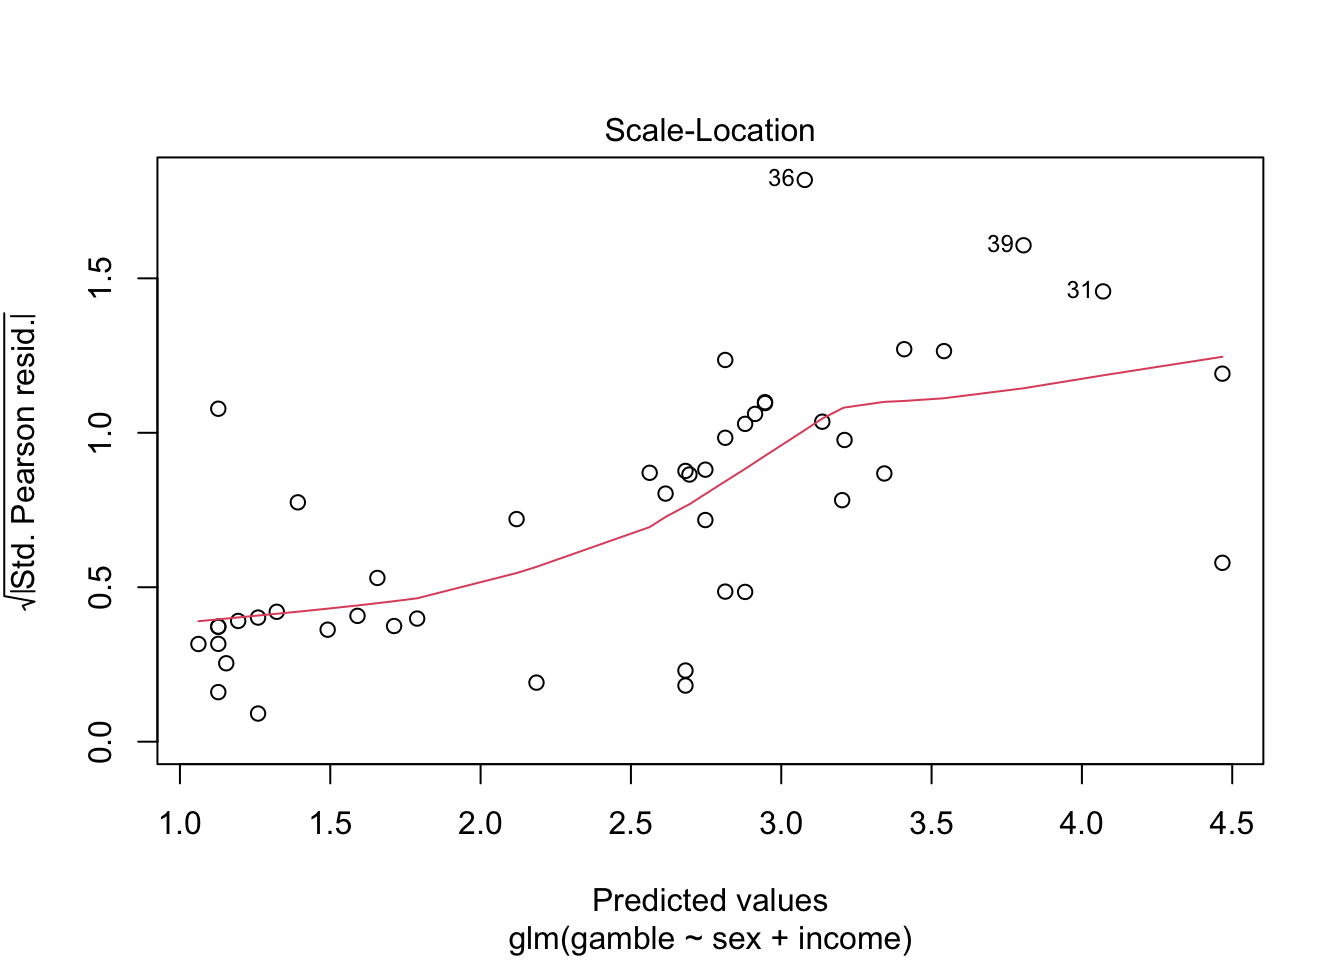 Scale-Location
36
39
31
√|Std. Pearson resid.|
1.5
1.0
0.5
0.0
1.0 1.5 2.0 2.5 3.0 3.5 4.0 4.5
Predicted values
glm(gamble ~ sex + income)